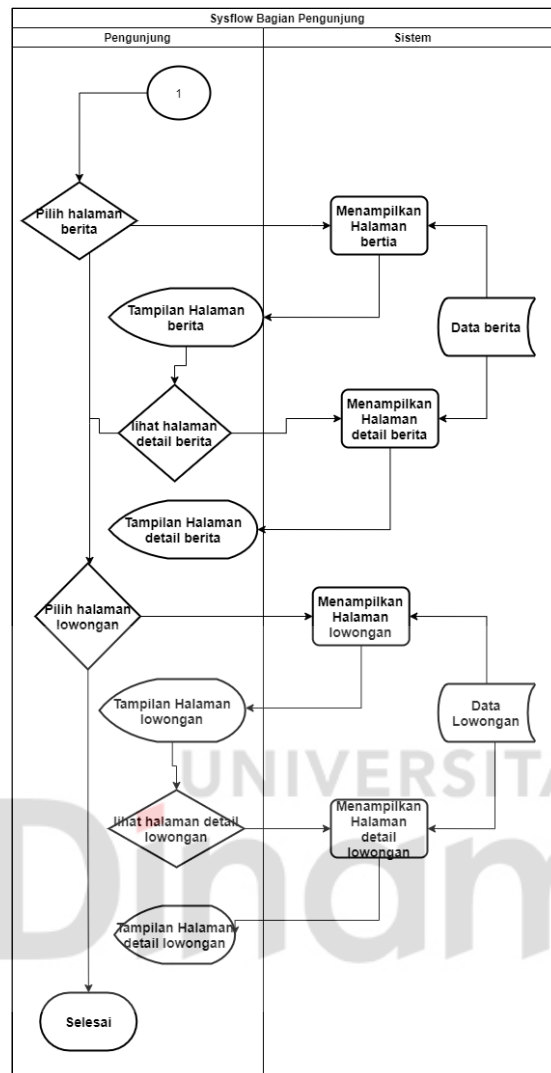 Sysflow Bagian Pengunjung
Pengunjung
Sistem
1
Pilih halaman
berita
Menampilkan
Halaman
bertia
Tampilan Halaman
berita
Data berita
lihat halaman
detail berita
Menampilkan
Halaman
detail berita
Tampilan Halaman
detail berita
Pilih halaman
lowongan
Menampilkan
Halaman
lowongan
Tampilan Halaman
lowongan
Data
Lowongan
UNIVERSITA
Dinam
lihat halaman detail
lowongan
Menampilkan
Halaman
detail
lowongan
Tampilan Halaman
detail lowongan
Selesai